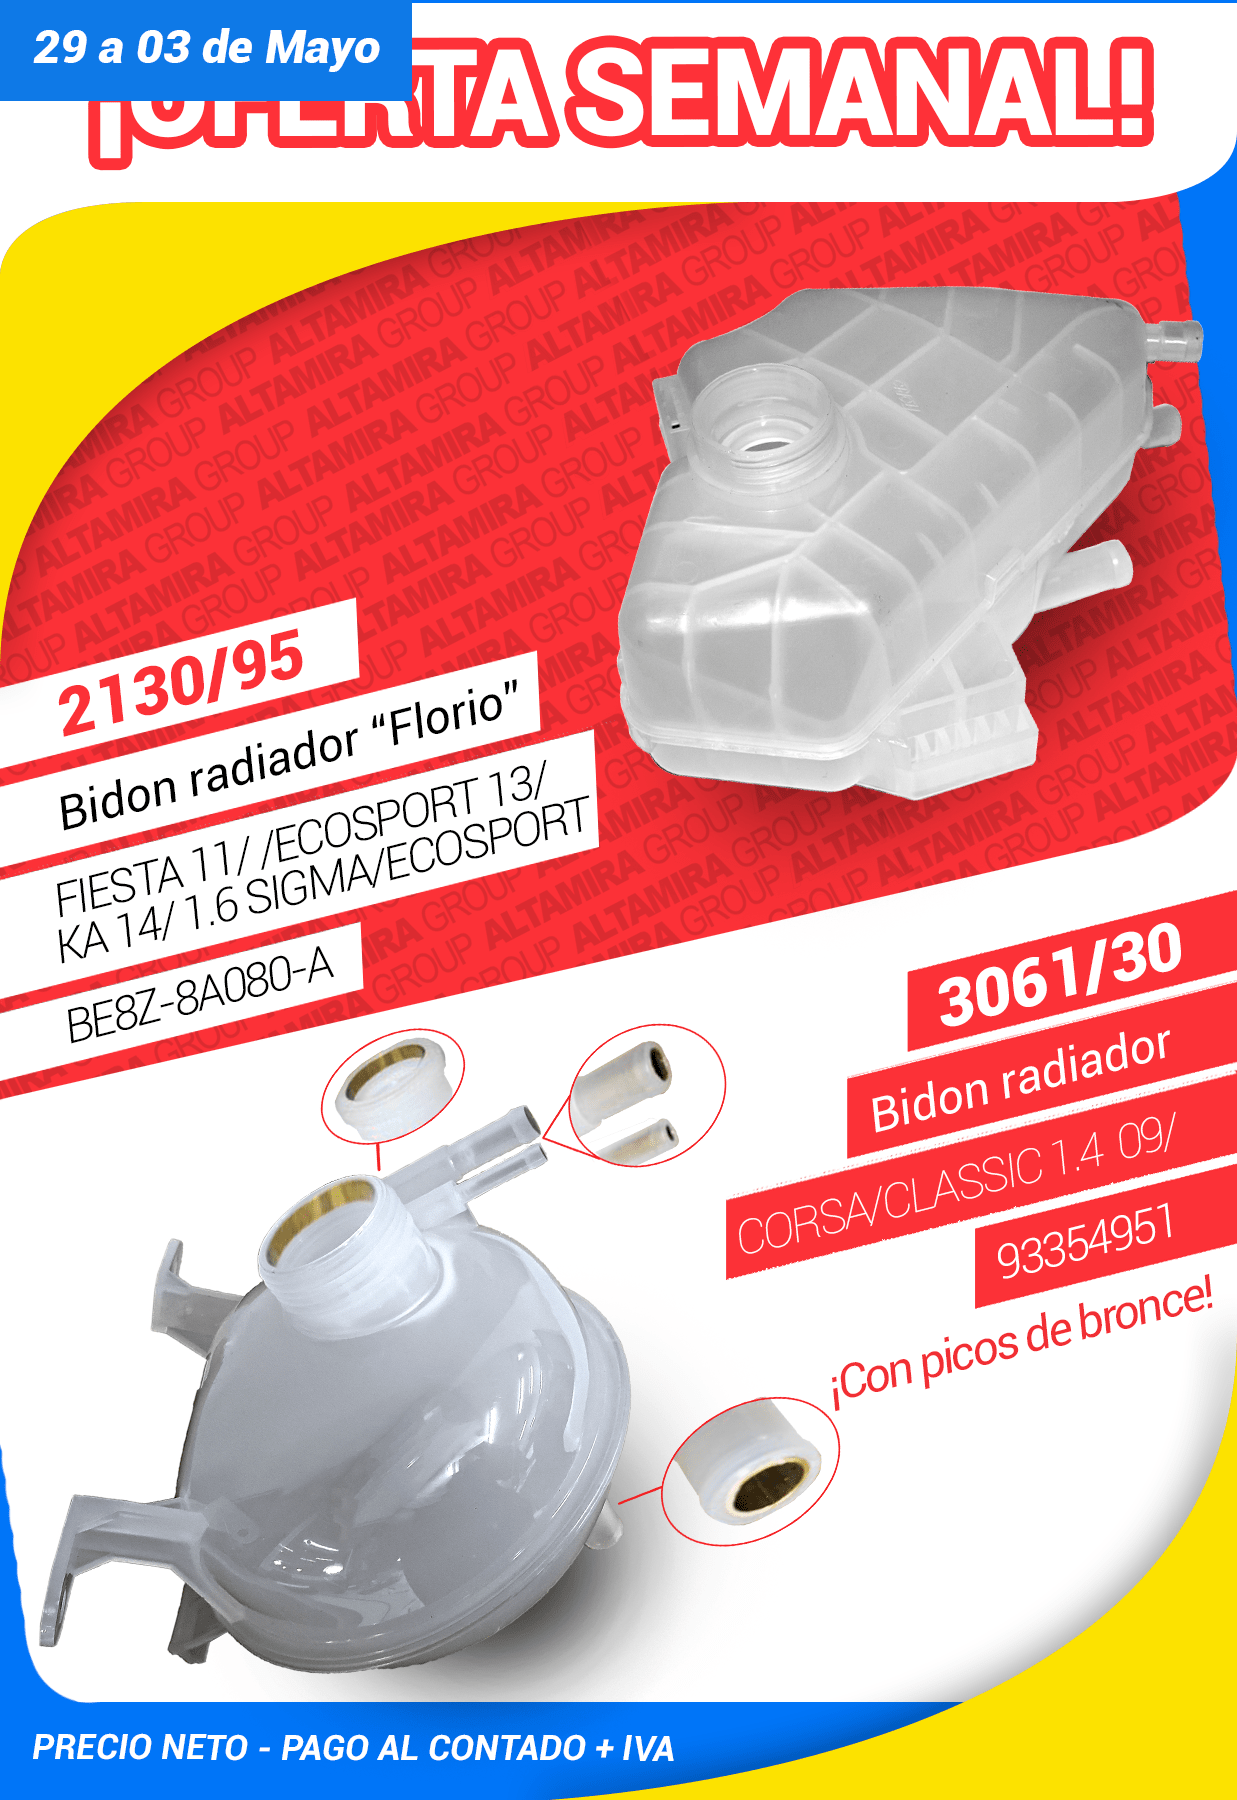 29 a 03 de Mayo
¡OFERTA SEMANAL!
2130/95
Bidon radiador “Florio”
FIESTA 11/ /ECOSPORT 13/
KA 14/ 1.6 SIGMA/ECOSPORT
BE8Z-8A080-A
3061/30
Bidon radiador
CORSA/CLASSIC 1.4 09/
93354951
¡Con picos de bronce!
PRECIO NETO - PAGO AL CONTADO + IVA
ALTAMIRA GROUP